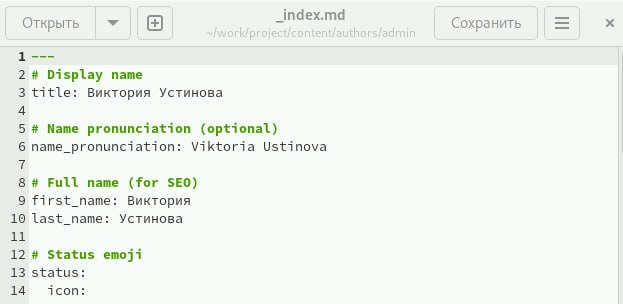 Открыть
_index.md
~/work/project/content/authors/admin
Сохранить
1 ---
2 # Display name
3 title: Виктория Устинова
4
5 # Name pronunciation (optional)
6 name_pronunciation: Viktoria Ustinova
7
8 # Full name (for SEO)
9 first_name: Виктория
10 last_name: Устинова
11
12 # Status emoji
13 status:
14   icon: